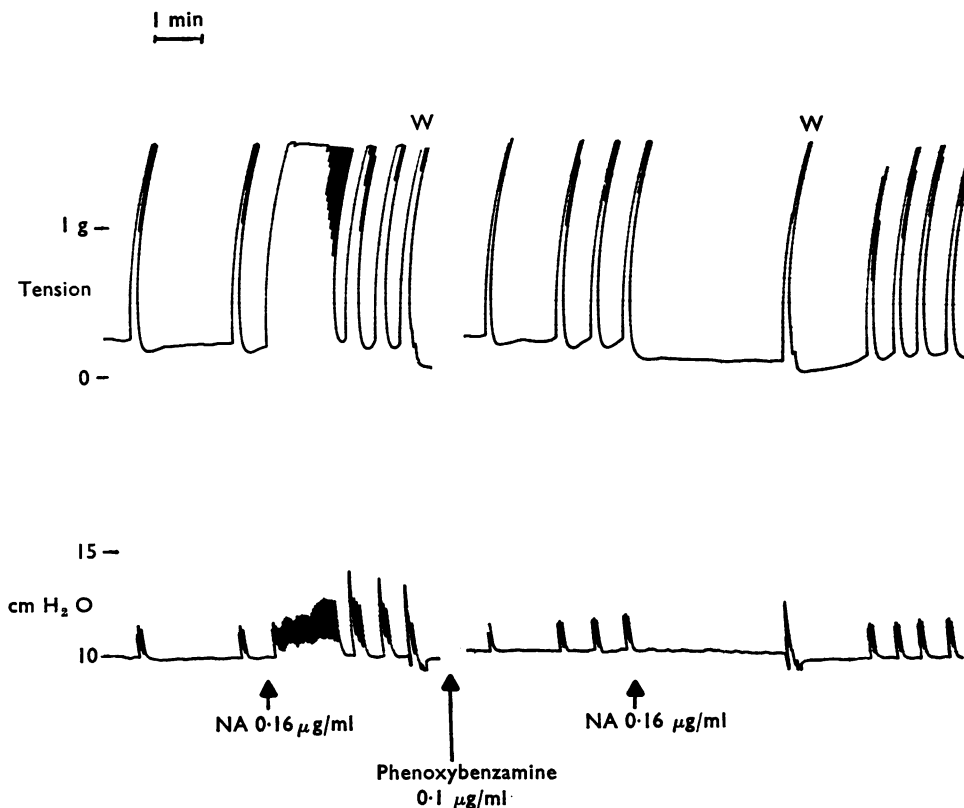 1 min
W
W
1 g
Tension
0
15
cm H₂O
10
NA 0·16 μg/ml
NA 0·16 μg/ml
Phenoxybenzamine
0·1 μg/ml